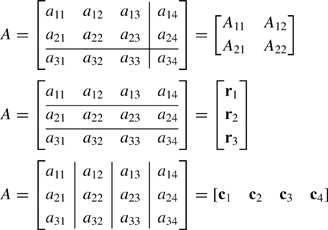 A = [ a11 a12 a13 | a14 ] = [ A11 A12 ]
[ a21 a22 a23 | a24 ] [ A21 A22 ]
[ a31 a32 a33 | a34 ]
A = [ a11 a12 a13 a14 ] = [ r1 ]
[ a21 a22 a23 a24 ] [ r2 ]
[ a31 a32 a33 a34 ] [ r3 ]
A = [ a11 | a12 | a13 | a14 ] = [c1 c2 c3 c4]
[ a21 | a22 | a23 | a24 ]
[ a31 | a32 | a33 | a34 ]